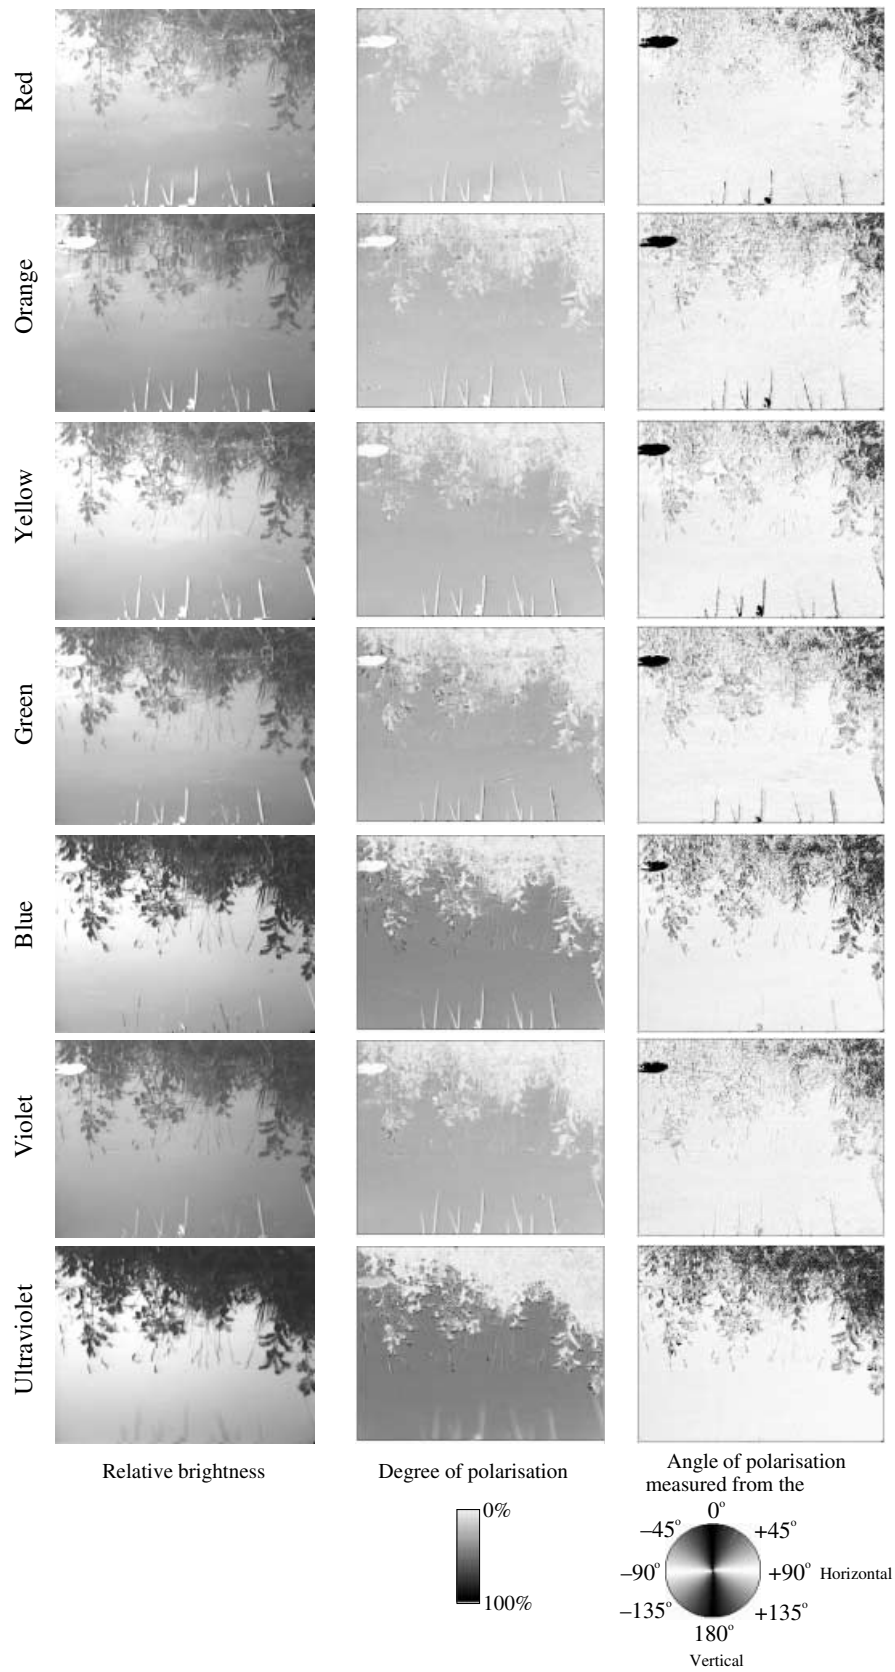 Red
Orange
Yellow
Green
Blue
Violet
Ultraviolet
Relative brightness
Degree of polarisation
Angle of polarisation
measured from the
0%
100%
0°
–45° +45°
–90° +90° Horizontal
–135° +135°
180°
Vertical